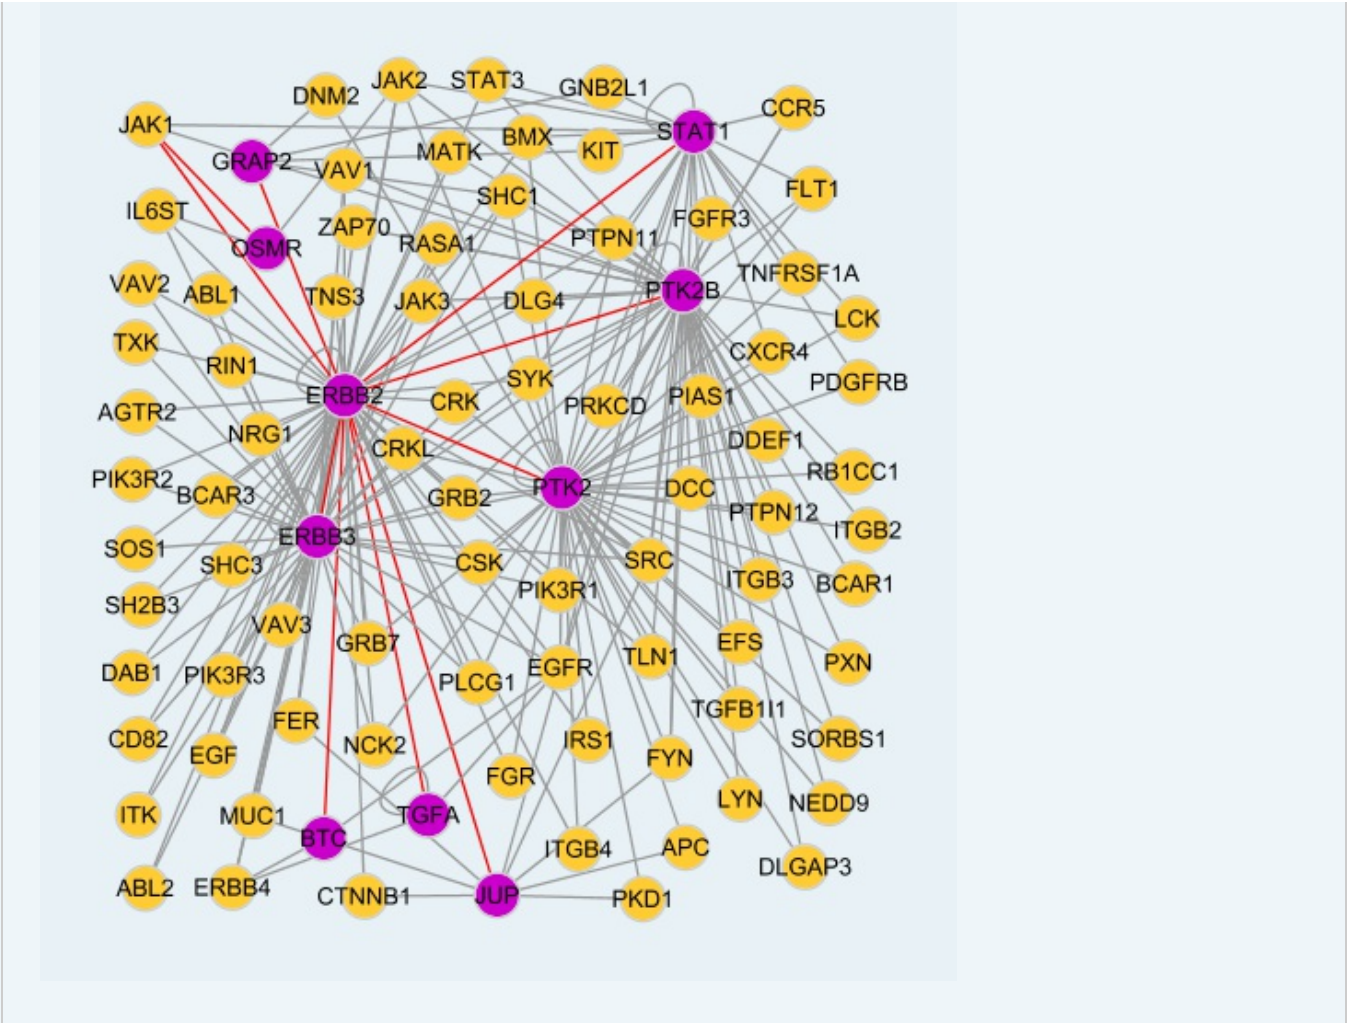 JAK2
STAT3
GNB2L1
DNM2
CCR5
JAK1
STAT1
BMX
KIT
MATK
GRAP2
VAV1
FLT1
SHC1
IL6ST
FGFR3
ZAP70
PTPN11
RASA1
OSMR
TNFRSF1A
VAV2
ABL1
TNS3
JAK3
DLG4
PTK2B
LCK
TXK
CXCR4
RIN1
SYK
PDGFRB
ERBB2
PIAS1
CRK
PRKCD
AGTR2
NRG1
DDEF1
CRKL
RB1CC1
PIK3R2
PTK2
DCC
BCAR3
GRB2
PTPN12
ITGB2
ERBB3
SOS1
SHC3
CSK
SRC
ITGB3
BCAR1
PIK3R1
SH2B3
VAV3
GRB7
EFS
TLN1
PXN
EGFR
DAB1
PIK3R3
PLCG1
TGFB1I1
FER
CD82
IRS1
SORBS1
NCK2
EGF
FYN
FGR
LYN
NEDD9
ITK
MUC1
TGFA
BTC
APC
ITGB4
DLGAP3
ABL2
ERBB4
CTNNB1
JUP
PKD1